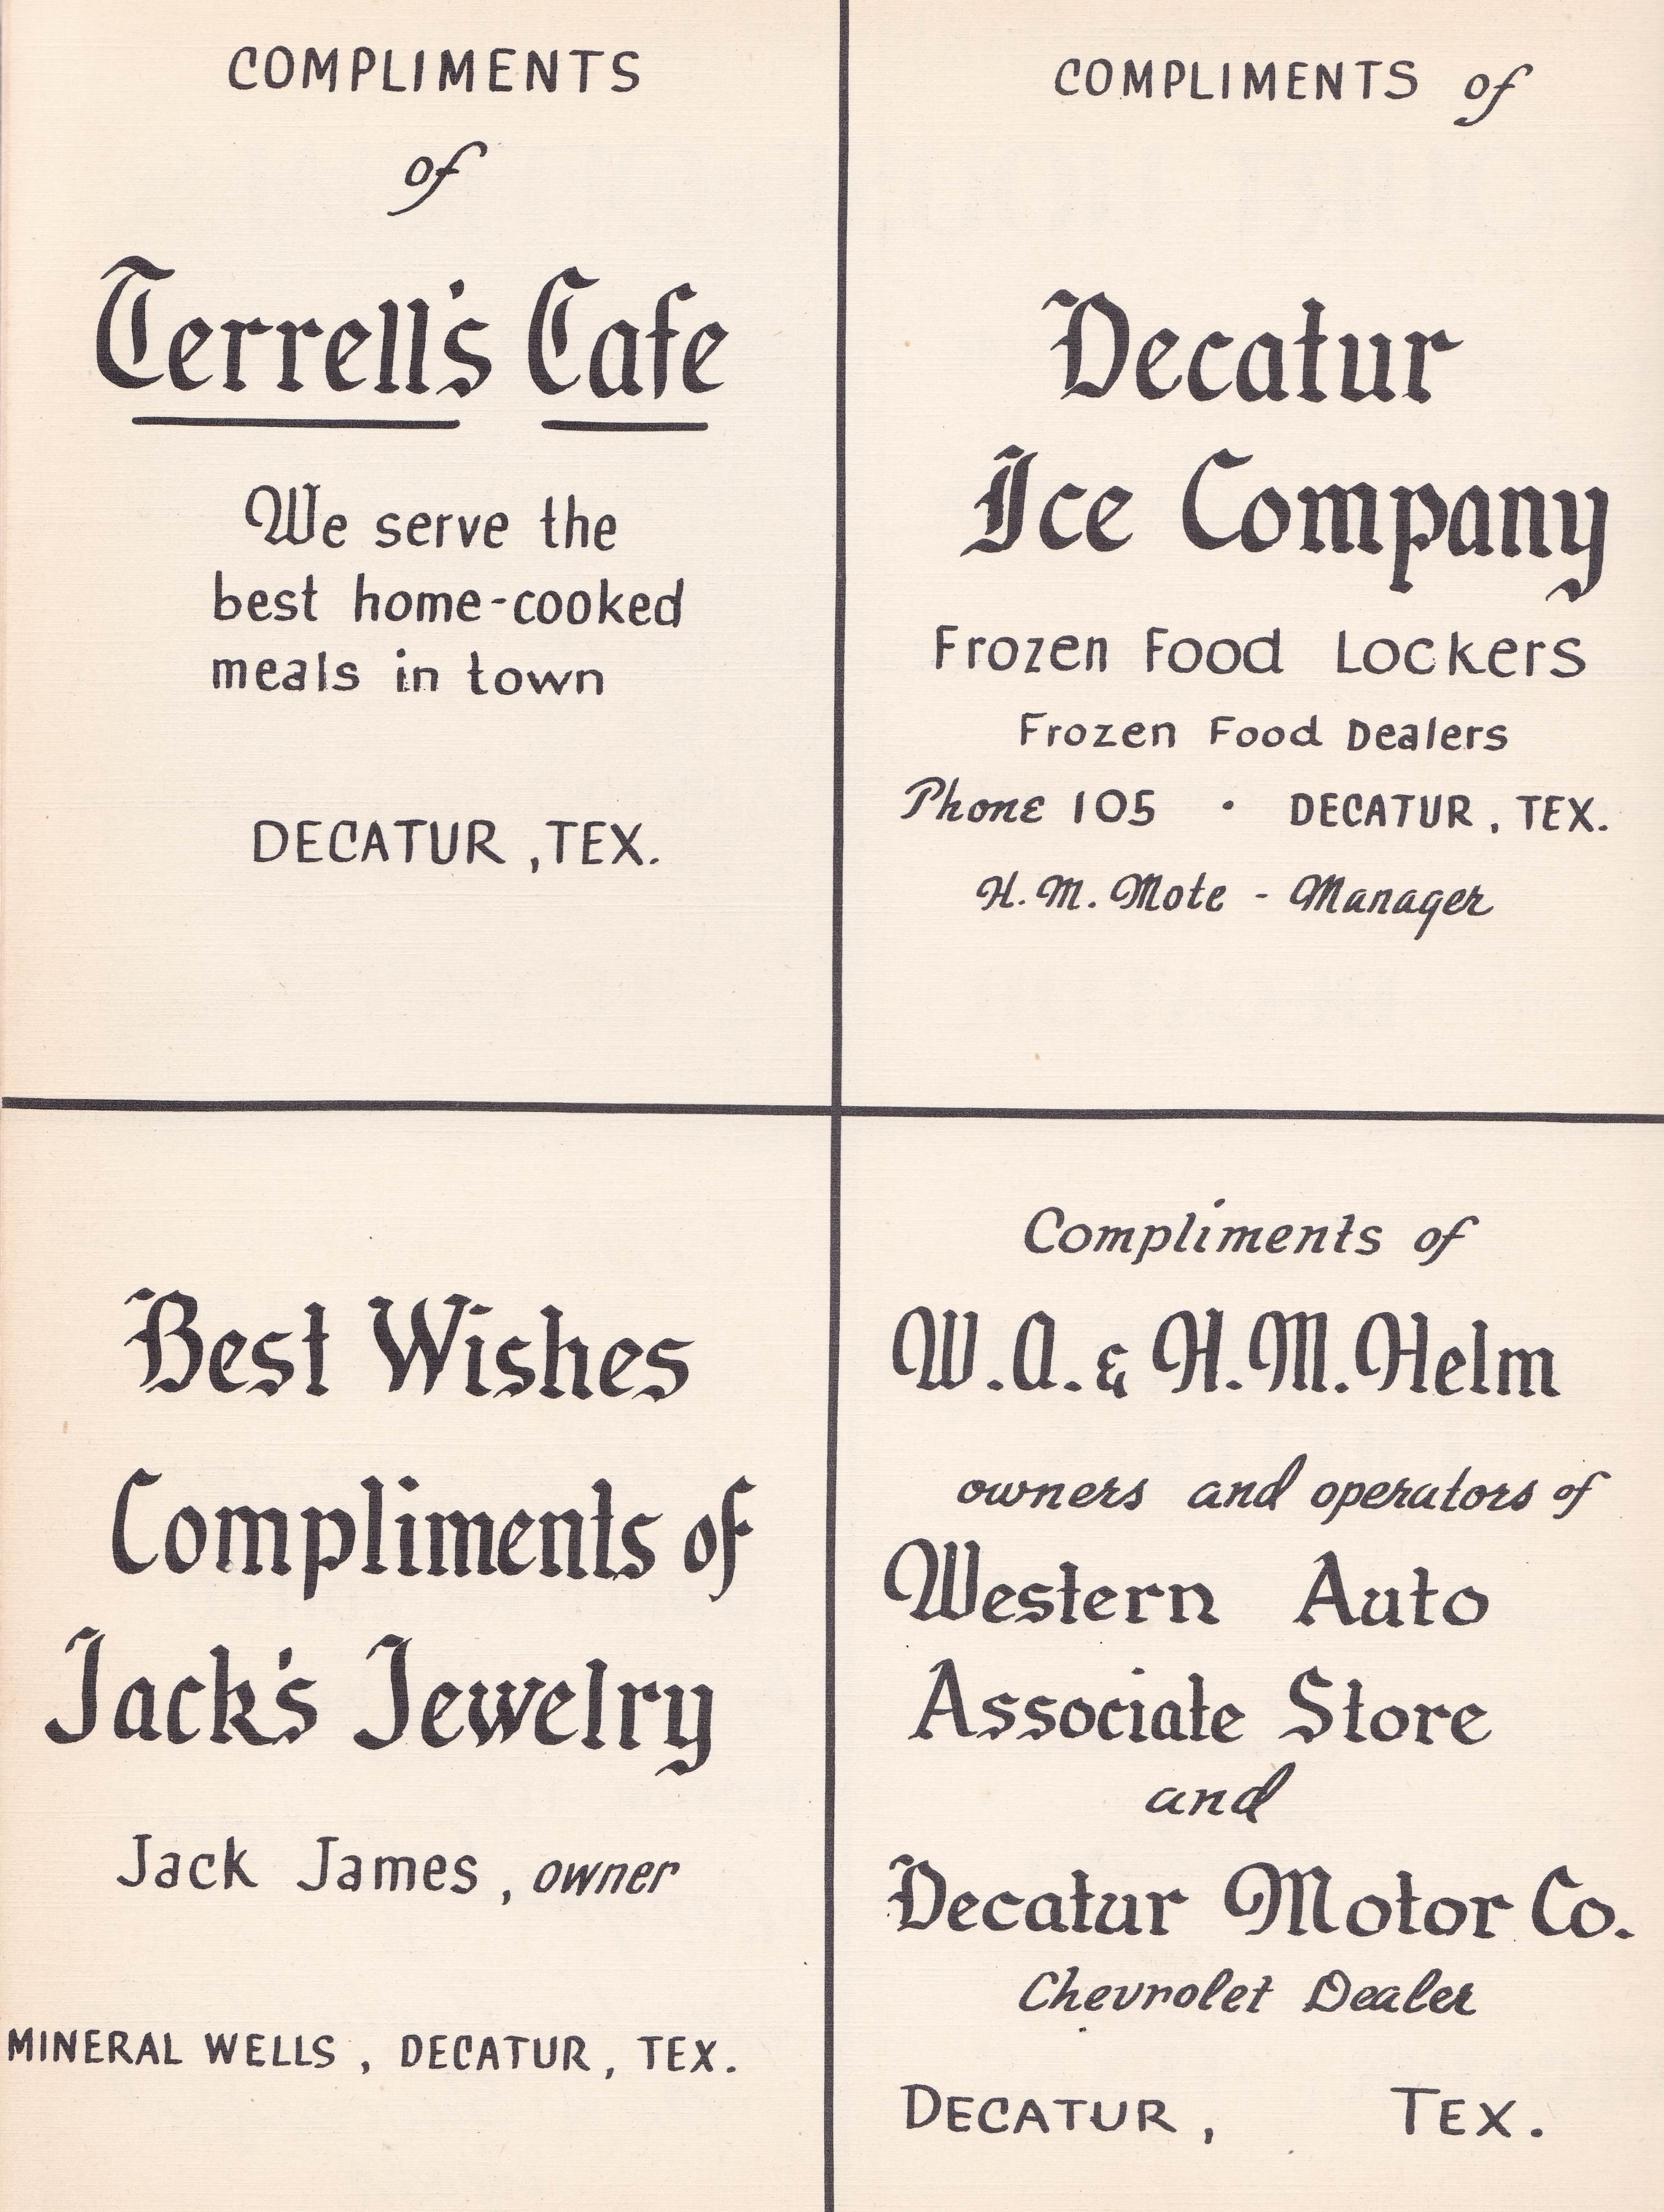 COMPLIMENTS
of
Terrell's Cafe
We serve the
best home-cooked
meals in town
DECATUR, TEX.
COMPLIMENTS of
Decatur
Ice Company
Frozen Food Lockers
Frozen Food Dealers
Phone 105 · DECATUR, TEX.
H. M. Mote - Manager
Best Wishes
Compliments of
Jack's Jewelry
Jack James, owner
MINERAL WELLS, DECATUR, TEX.
Compliments of
W. A. & H. M. Helm
owners and operators of
Western Auto
Associate Store
and
Decatur Motor Co.
Chevrolet Dealer
DECATUR, TEX.